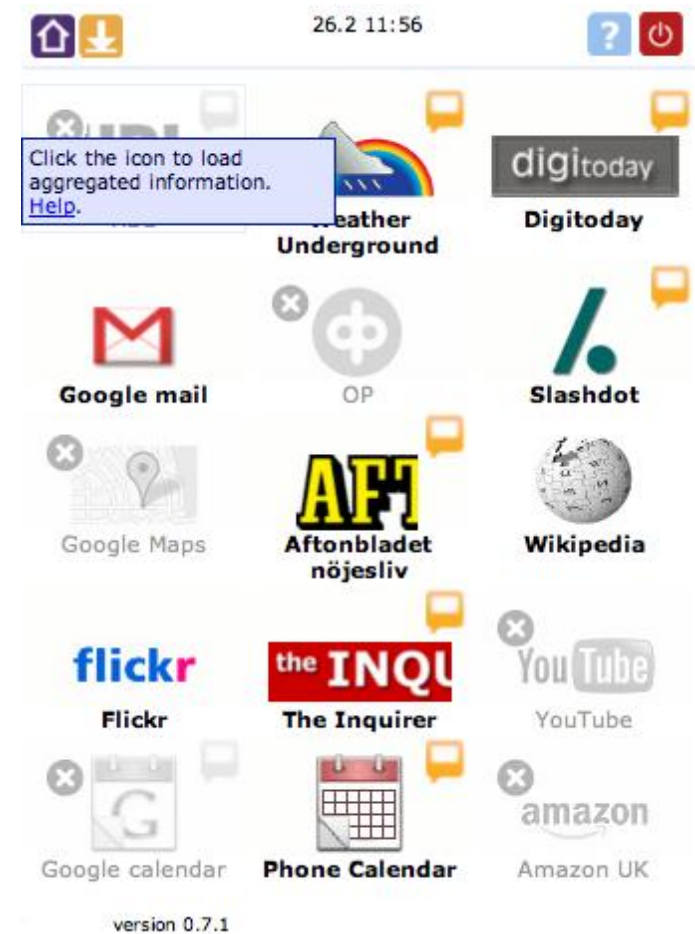 26.2 11:56
?
Click the icon to load
aggregated information.
Help.
Weather
Underground
digitoday
Digitoday
Google mail
OP
Slashdot
Google Maps
AFT
Aftonbladet
nöjesliv
Wikipedia
flickr
Flickr
the INQU
The Inquirer
YouTube
YouTube
G
Google calendar
Phone Calendar
amazon
Amazon UK
version 0.7.1